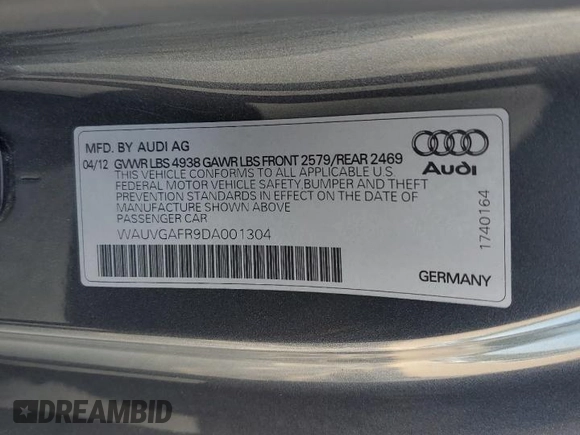 MFD. BY AUDI AG
04/12 GVWR LBS 4938 GAWR LBS FRONT 2579/REAR 2469
THIS VEHICLE CONFORMS TO ALL APPLICABLE U.S.
FEDERAL MOTOR VEHICLE SAFETY,BUMPER AND THEFT
PREVENTION STANDARDS IN EFFECT ON THE DATE OF
MANUFACTURE SHOWN ABOVE
PASSENGER CAR
WAUVGAFR9DA001304
Audi
1740164
GERMANY
DREAMBID